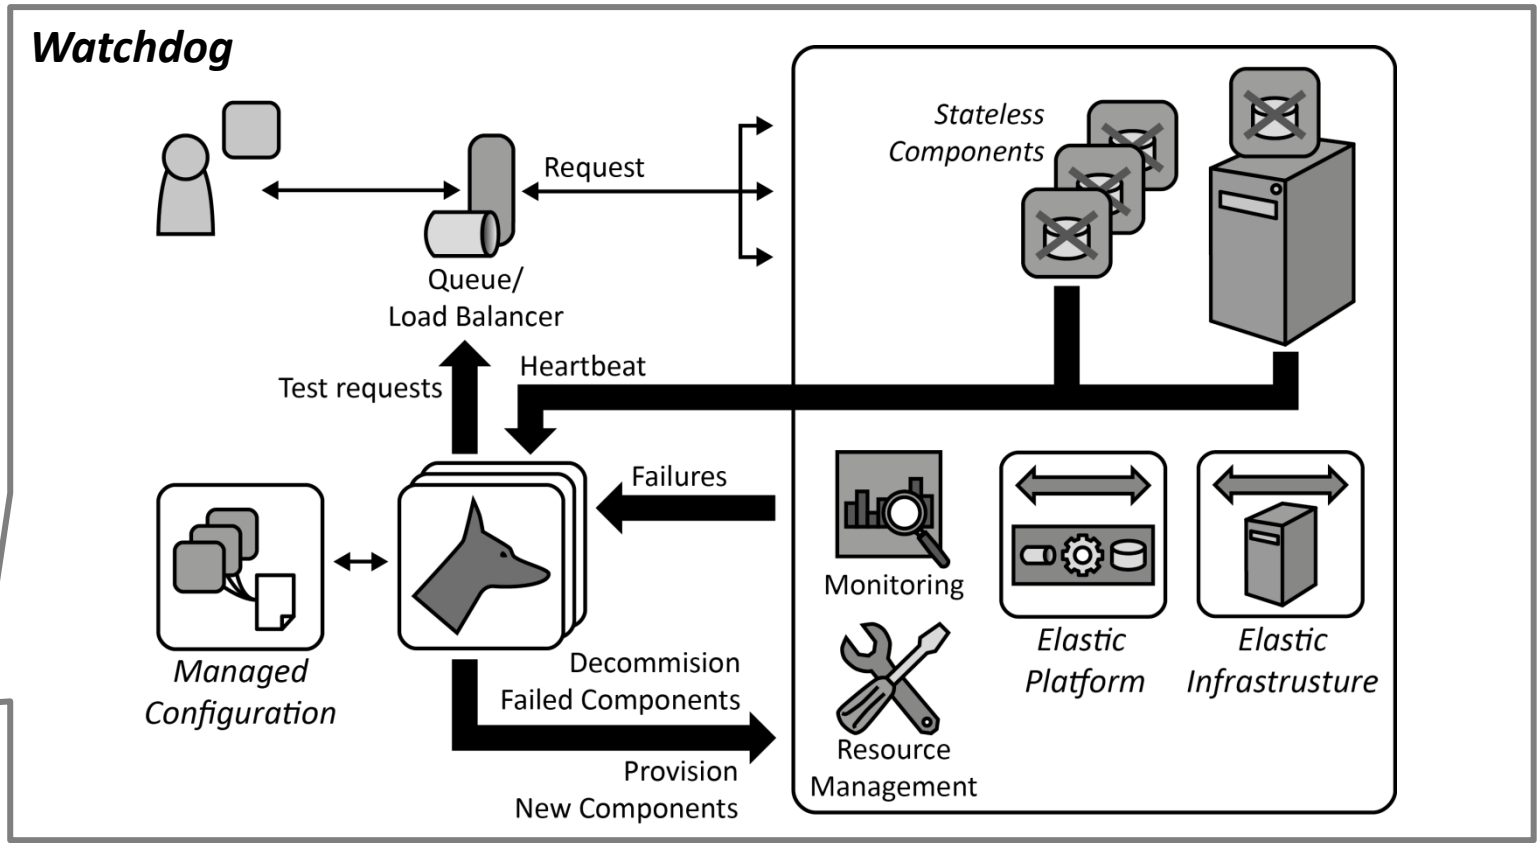 Watchdog
Stateless
Components
Request
Queue/
Load Balancer
Heartbeat
Test requests
Failures
Monitoring
Managed
Configuration
Decommision
Failed Components
Elastic
Platform
Elastic
Infrastrusture
Resource
Management
Provision
New Components